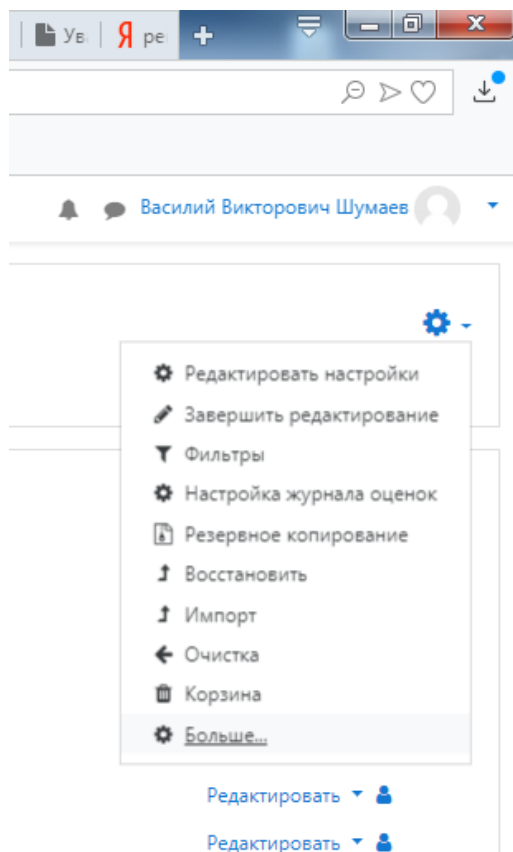 Ув
Я ре
Василий Викторович Шумаев
Редактировать настройки
Завершить редактирование
Фильтры
Настройка журнала оценок
Резервное копирование
Восстановить
Импорт
Очистка
Корзина
Больше...
Редактировать
Редактировать